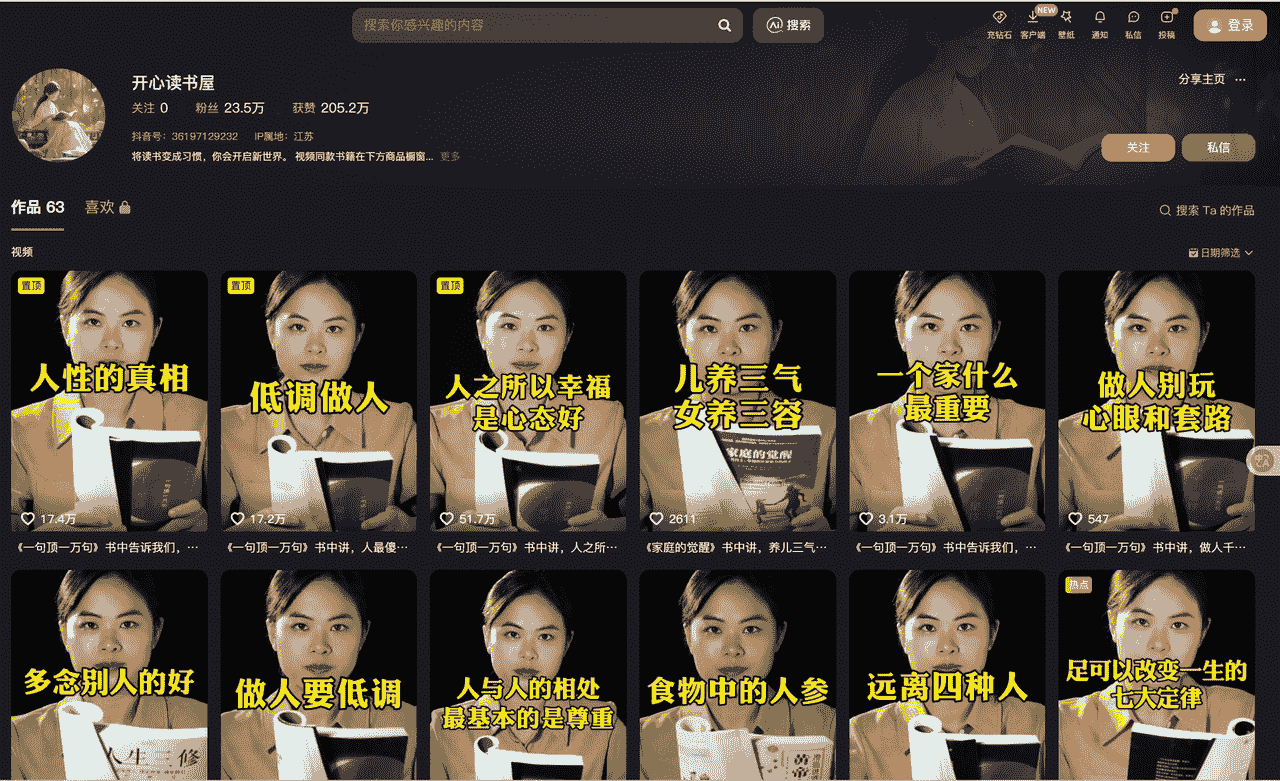 搜索你感兴趣的内容
搜索
充钻石
客户端
NEW
壁纸
通知
私信
投稿
登录
开心读书屋
关注 0 粉丝 23.5万 获赞 205.2万
抖音号：36197129232 IP属地：江苏
将读书变成习惯，你会开启新世界。 视频同款书籍在下方商品橱窗... 更多
分享主页 ...
关注
私信
作品 63
喜欢
搜索 Ta 的作品
视频
日期筛选
置顶
人性的真相
17.4万
《一句顶一万句》书中告诉我们，…
置顶
低调做人
17.2万
《一句顶一万句》书中讲，人最傻…
置顶
人之所以幸福
是心态好
51.7万
《一句顶一万句》书中讲，人之所…
儿养三气
女养三容
家庭的觉醒
2611
《家庭的觉醒》书中讲，养儿三气…
一个家什么
最重要
3.1万
《一句顶一万句》书中告诉我们，…
做人别玩
心眼和套路
547
《一句顶一万句》书中讲，做人千…
多念别人的好
人生三修
做人要低调
人与人的相处
最基本的是尊重
食物中的人参
远离四种人
热点
足可以改变一生的
七大定律